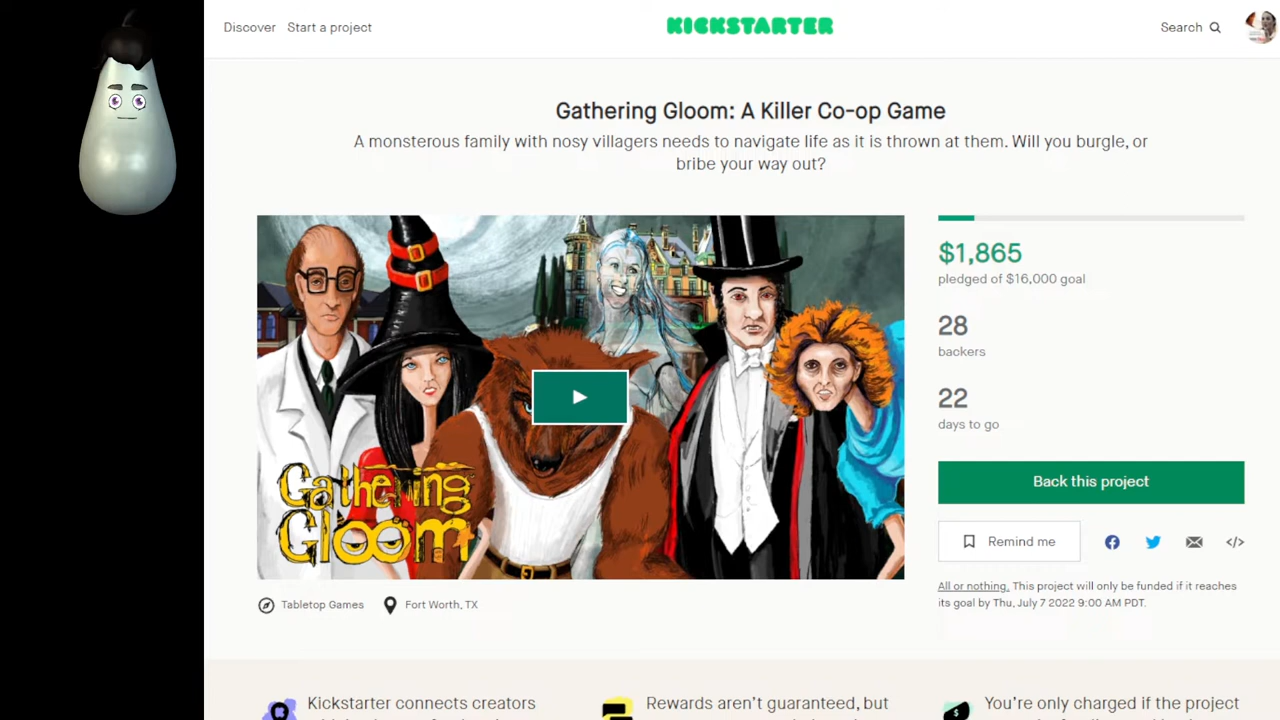 Discover Start a project
KICKSTARTER
Search
Gathering Gloom: A Killer Co-op Game
A monsterous family with nosy villagers needs to navigate life as it is thrown at them. Will you burgle, or
bribe your way out?
Gathering
Gloom
$1,865
pledged of $16,000 goal
28
backers
22
days to go
Back this project
Remind me
All or nothing. This project will only be funded if it reaches
its goal by Thu, July 7 2022 9:00 AM PDT.
Tabletop Games Fort Worth, TX
Kickstarter connects creators
Rewards aren't guaranteed, but
You're only charged if the project